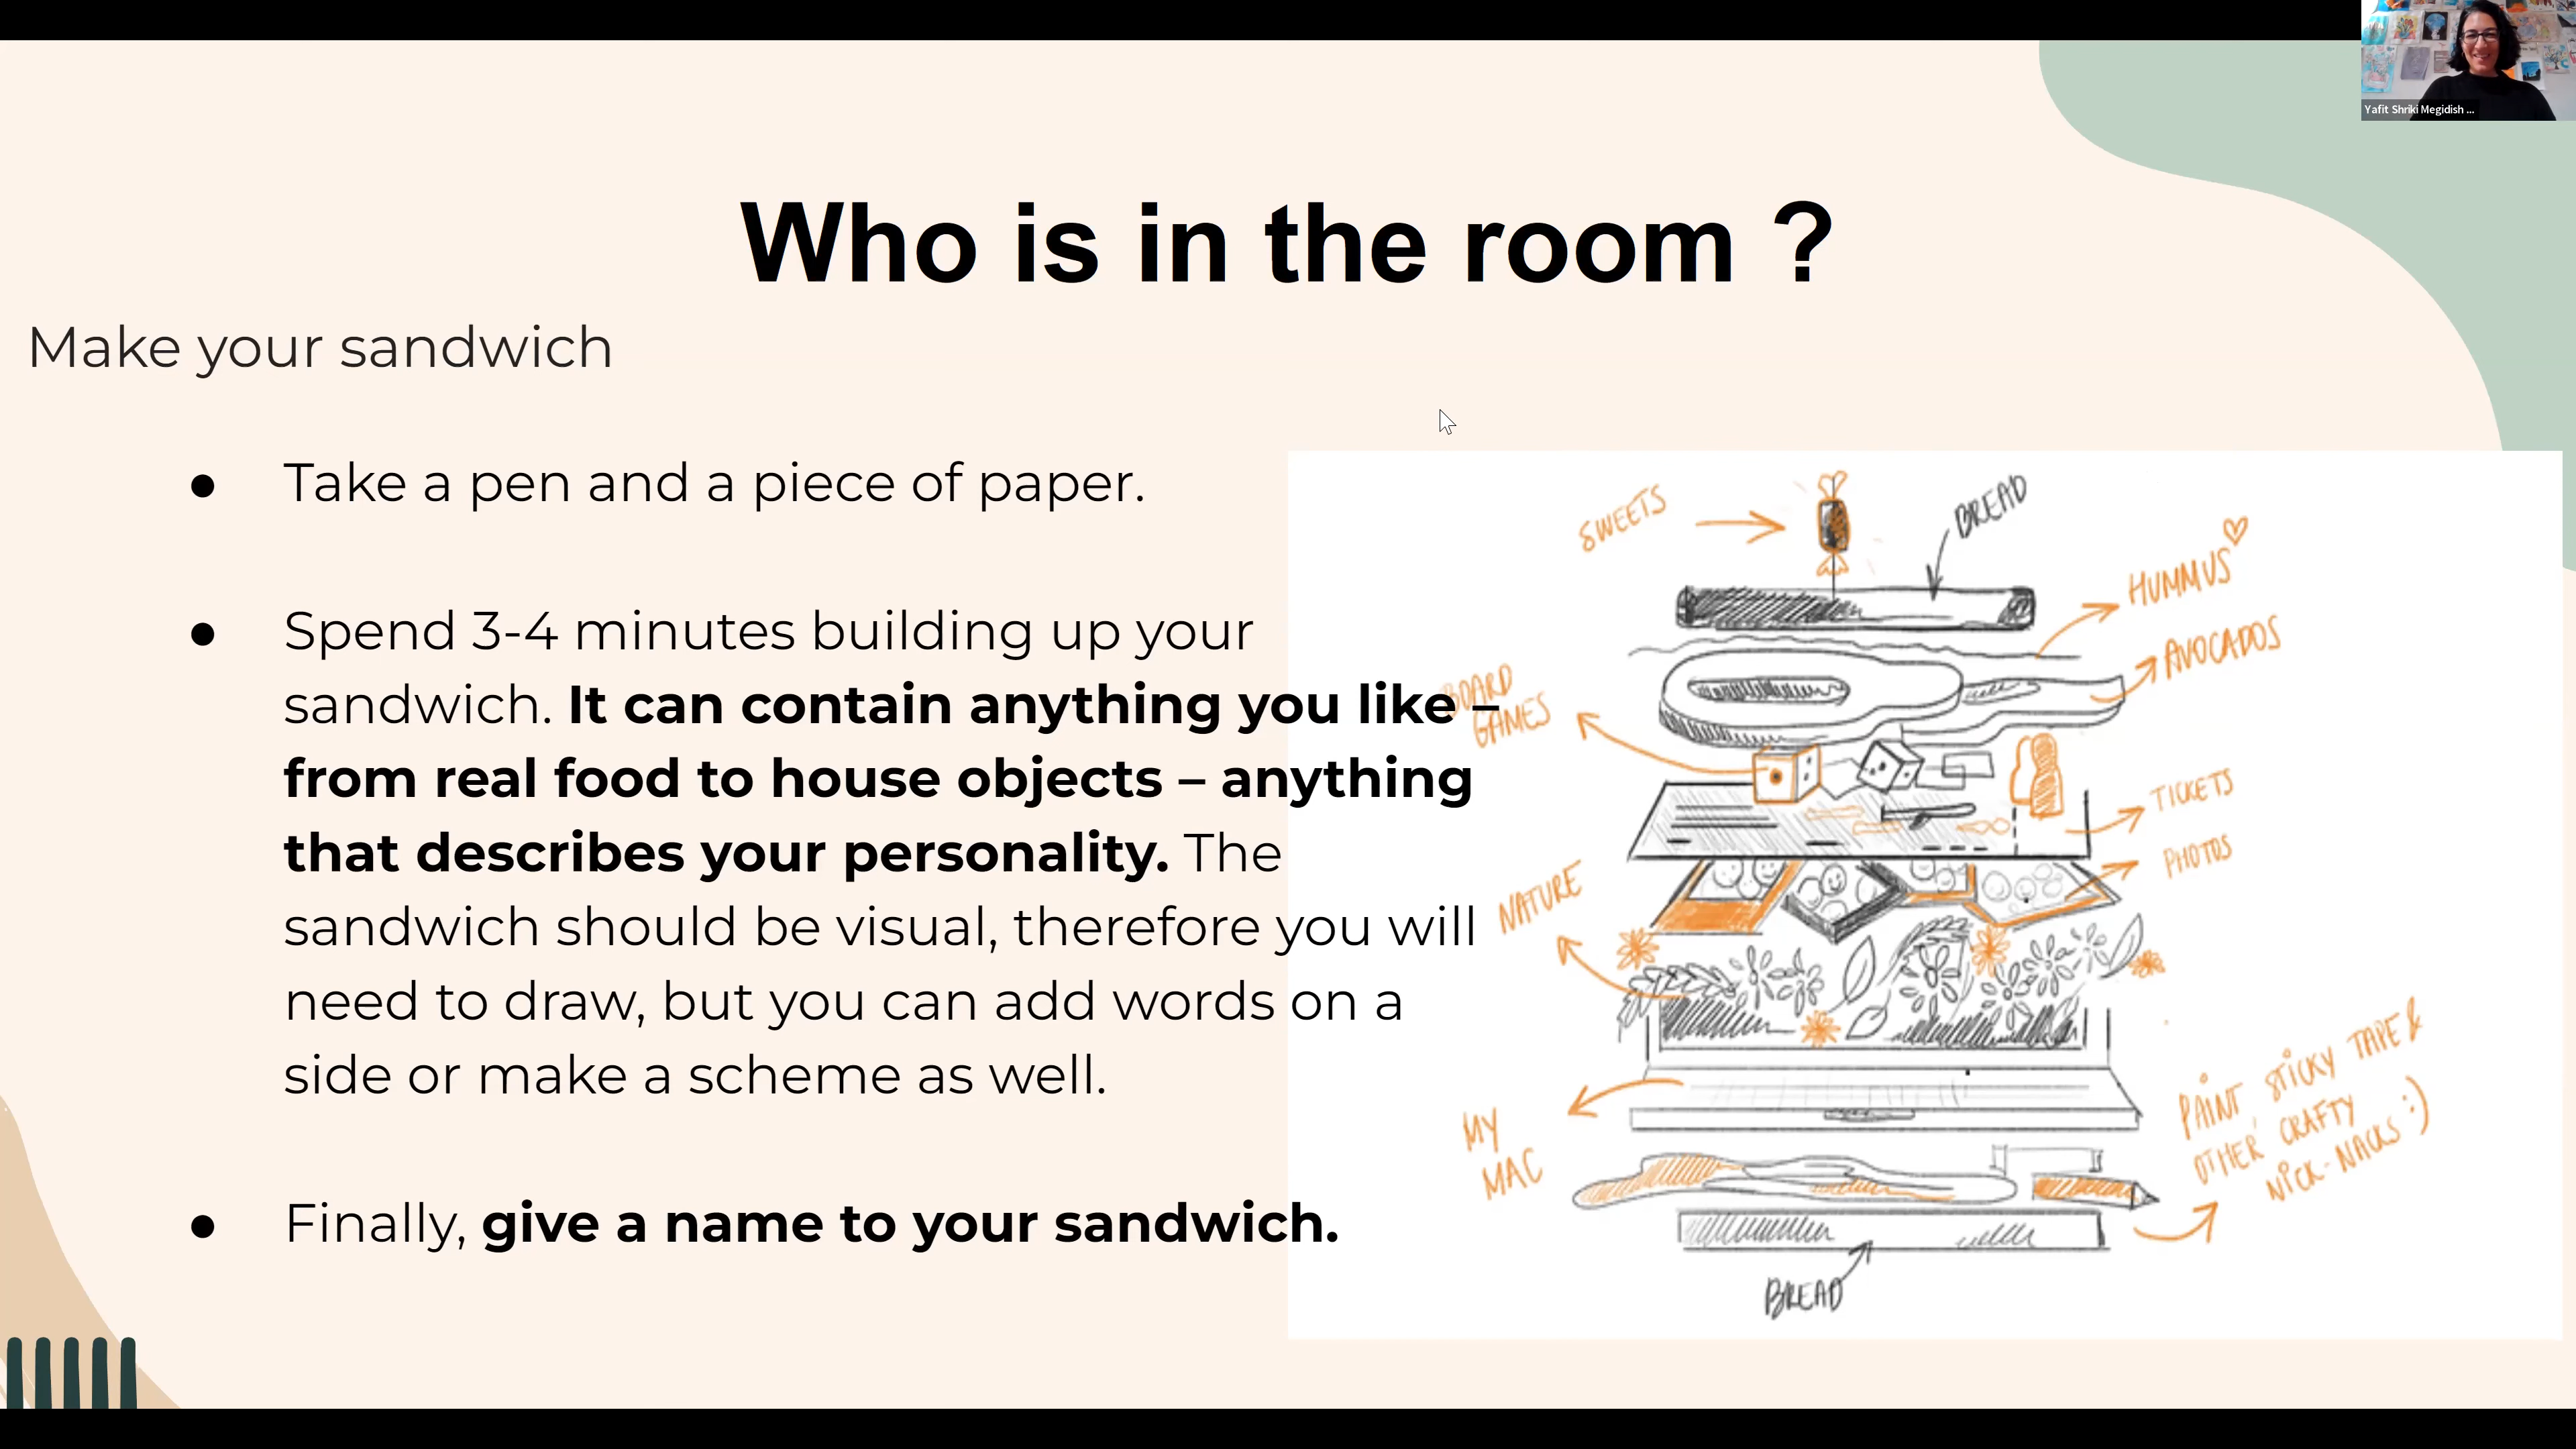 Yafit Shriki Megidish ...
Who is in the room ?
Make your sandwich
● Take a pen and a piece of paper.
● Spend 3-4 minutes building up your
sandwich. It can contain anything you like –
from real food to house objects – anything
that describes your personality. The
sandwich should be visual, therefore you will
need to draw, but you can add words on a
side or make a scheme as well.
● Finally, give a name to your sandwich.
SWEETS
BREAD
HUMMUS
AVOCADOS
BOARD
GAMES
TICKETS
PHOTOS
NATURE
MY
MAC
PAINT STICKY TAPE &
OTHER CRAFTY
NICK-NACKS :)
BREAD